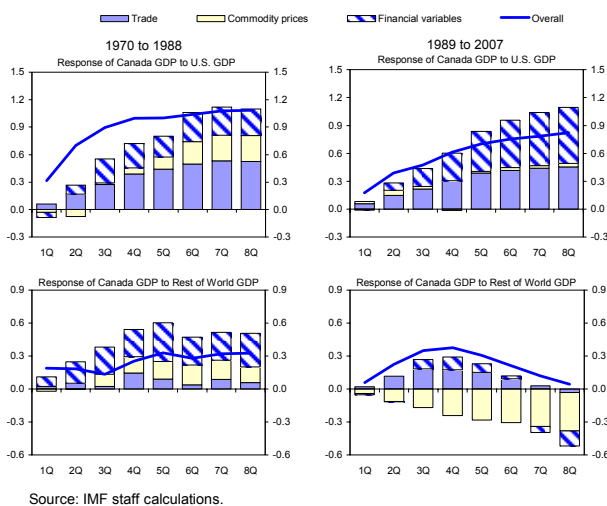 Trade Commodity prices Financial variables Overall
1970 to 1988
Response of Canada GDP to U.S. GDP
1.5 1.5
1.2 1.2
0.9 0.9
0.6 0.6
0.3 0.3
0.0 0.0
-0.3 -0.3
1Q 2Q 3Q 4Q 5Q 6Q 7Q 8Q
1989 to 2007
Response of Canada GDP to U.S. GDP
1.5 1.5
1.2 1.2
0.9 0.9
0.6 0.6
0.3 0.3
0.0 0.0
-0.3 -0.3
1Q 2Q 3Q 4Q 5Q 6Q 7Q 8Q
Response of Canada GDP to Rest of World GDP
0.9 0.9
0.6 0.6
0.3 0.3
0.0 0.0
-0.3 -0.3
-0.6 -0.6
1Q 2Q 3Q 4Q 5Q 6Q 7Q 8Q
Response of Canada GDP to Rest of World GDP
0.9 0.9
0.6 0.6
0.3 0.3
0.0 0.0
-0.3 -0.3
-0.6 -0.6
1Q 2Q 3Q 4Q 5Q 6Q 7Q 8Q
Source: IMF staff calculations.